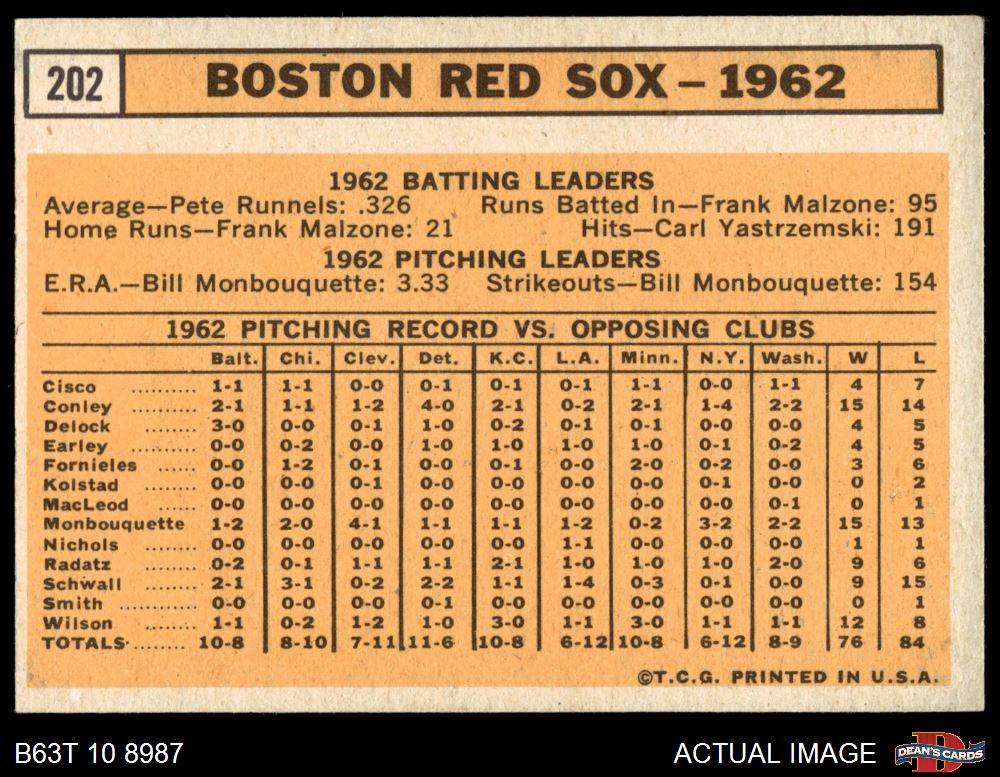 202 BOSTON RED SOX – 1962
1962 BATTING LEADERS
Average—Pete Runnels: .326 Runs Batted In—Frank Malzone: 95
Home Runs—Frank Malzone: 21 Hits—Carl Yastrzemski: 191
1962 PITCHING LEADERS
E.R.A.—Bill Monbouquette: 3.33 Strikeouts—Bill Monbouquette: 154
1962 PITCHING RECORD VS. OPPOSING CLUBS
Balt. Chi. Clev. Det. K.C. L.A. Minn. N.Y. Wash. W L
Cisco .......... 1-1 1-1 0-0 0-1 0-1 0-1 1-1 0-0 1-1 4 7
Conley .......... 2-1 1-1 1-2 4-0 2-1 0-2 2-1 1-4 2-2 15 14
Delock .......... 3-0 0-0 0-1 1-0 0-2 0-1 0-1 0-0 0-0 4 5
Earley .......... 0-0 0-2 0-0 1-0 1-0 1-0 1-0 0-1 0-2 4 5
Fornieles ...... 0-0 1-2 0-1 0-0 0-1 0-0 2-0 0-2 0-0 3 6
Kolstad ........ 0-0 0-0 0-1 0-0 0-0 0-0 0-0 0-1 0-0 0 2
MacLeod ...... 0-0 0-0 0-0 0-0 0-0 0-0 0-0 0-0 0-1 0 1
Monbouquette 1-2 2-0 4-1 1-1 1-1 1-2 0-2 3-2 2-2 15 13
Nichols ........ 0-0 0-0 0-0 0-0 0-0 1-1 0-0 0-0 0-0 1 1
Radatz ........ 0-2 0-1 1-1 1-1 2-1 1-0 1-0 1-0 2-0 9 6
Schwall ........ 2-1 3-1 0-2 2-2 1-1 1-4 0-3 0-1 0-0 9 15
Smith ............ 0-0 0-0 0-0 0-1 0-0 0-0 0-0 0-0 0-0 0 1
Wilson .......... 1-1 0-2 1-2 1-0 3-0 1-1 3-0 1-1 1-1 12 8
TOTALS ........ 10-8 8-10 7-11 11-6 10-8 6-12 10-8 6-12 8-9 76 84
©T.C.G. PRINTED IN U.S.A.
B63T 10 8987 ACTUAL IMAGE DEAN'S CARDS